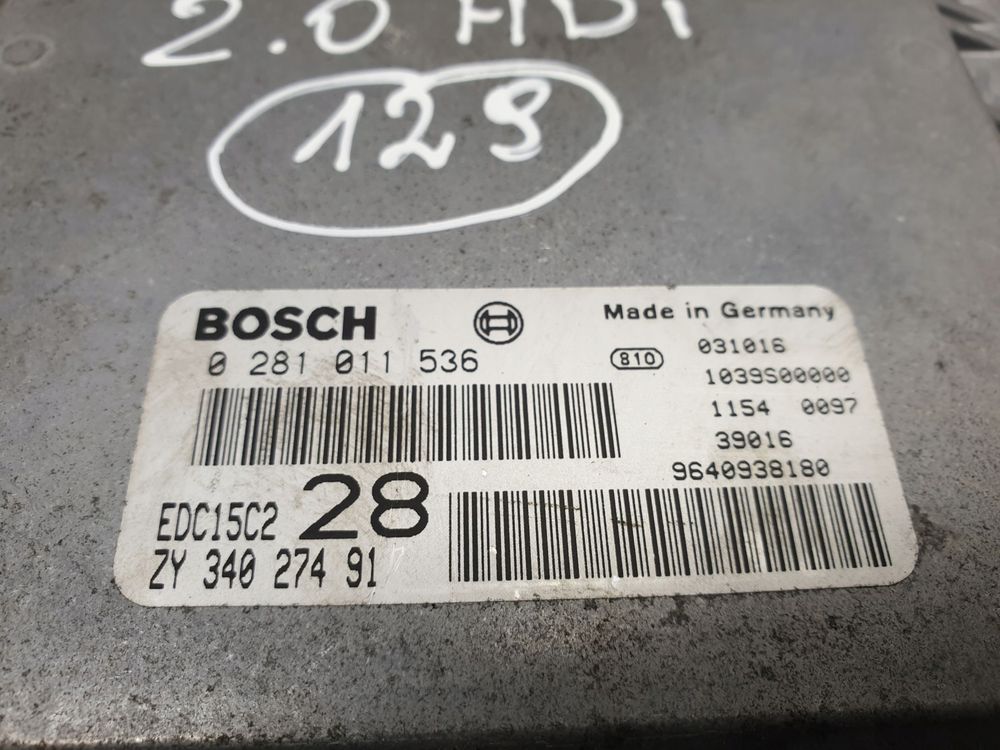 2.0 HDi
129
BOSCH
0 281 011 536
Made in Germany
810
031016
1039S00000
1154 0097
39016
9640938180
EDC15C2 28
ZY 340 274 91